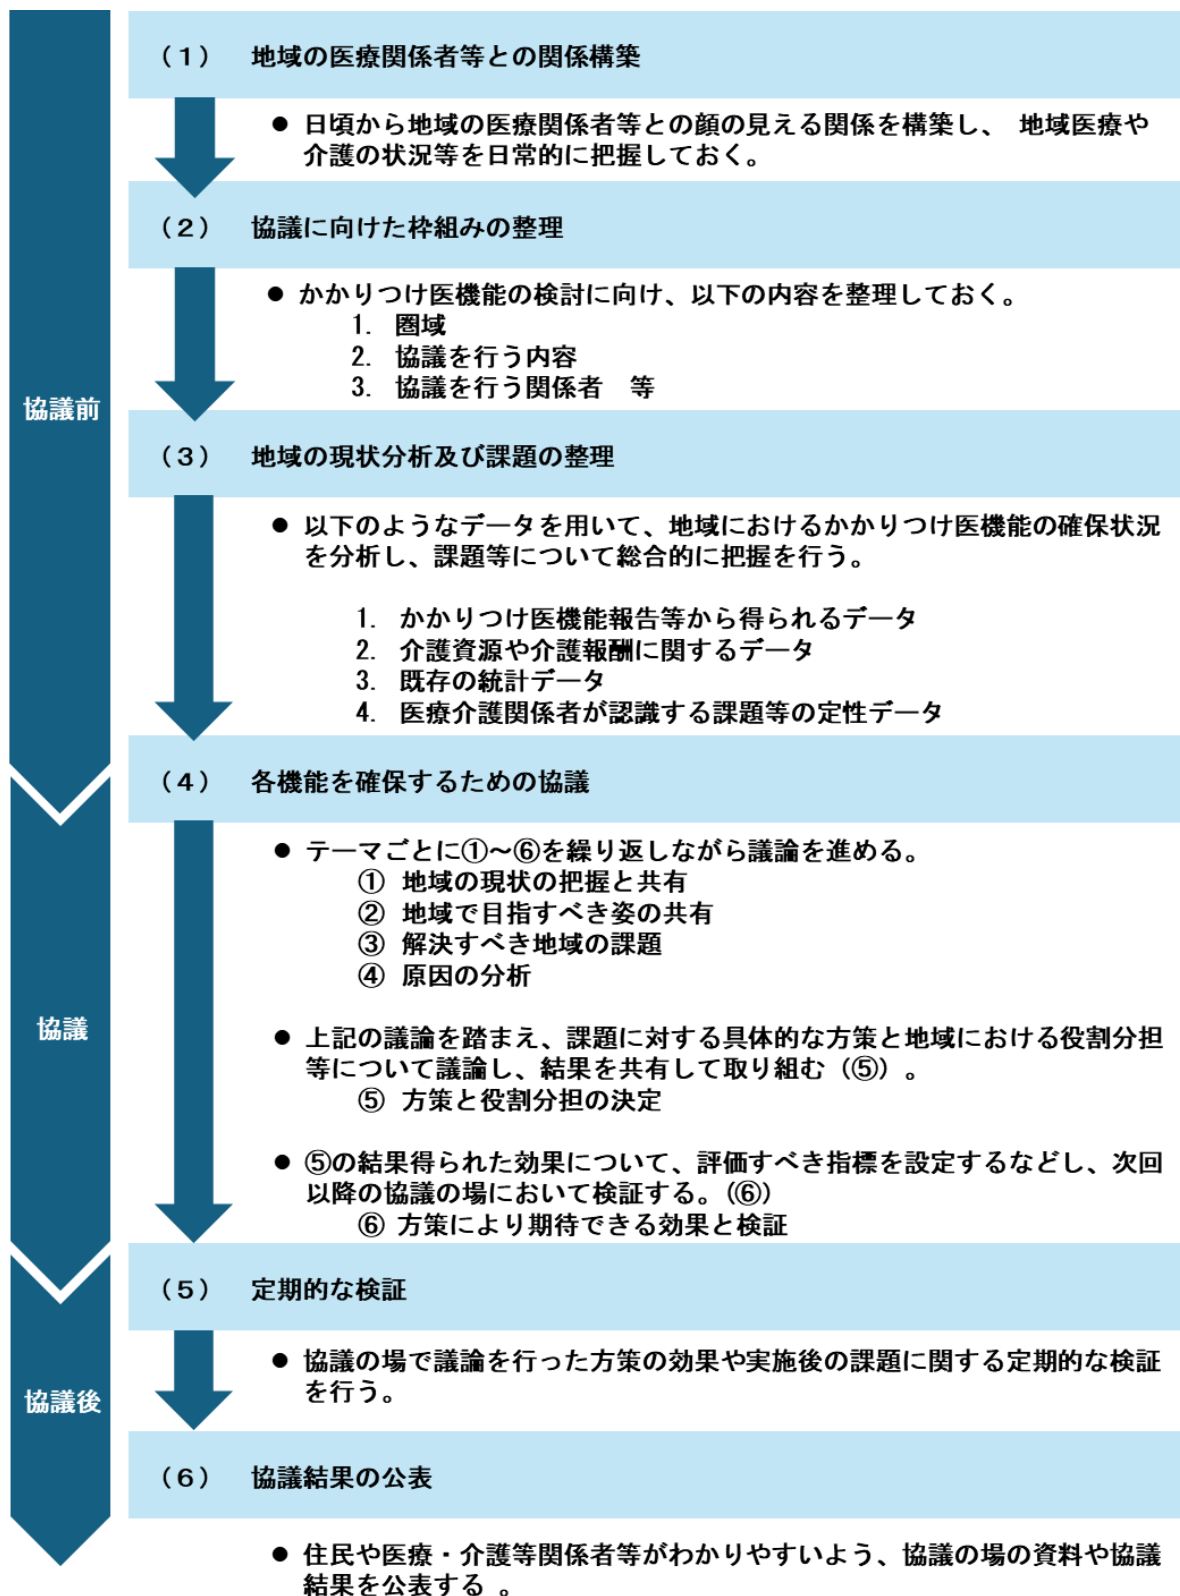 協議前
（１） 地域の医療関係者等との関係構築
● 日頃から地域の医療関係者等との顔の見える関係を構築し、 地域医療や
介護の状況等を日常的に把握しておく。
（２） 協議に向けた枠組みの整理
● かかりつけ医機能の検討に向け、以下の内容を整理しておく。
1. 圏域
2. 協議を行う内容
3. 協議を行う関係者　等
（３） 地域の現状分析及び課題の整理
● 以下のようなデータを用いて、地域におけるかかりつけ医機能の確保状況
を分析し、課題等について総合的に把握を行う。
1. かかりつけ医機能報告等から得られるデータ
2. 介護資源や介護報酬に関するデータ
3. 既存の統計データ
4. 医療介護関係者が認識する課題等の定性データ
協議
（４） 各機能を確保するための協議
● テーマごとに①～⑥を繰り返しながら議論を進める。
① 地域の現状の把握と共有
② 地域で目指すべき姿の共有
③ 解決すべき地域の課題
④ 原因の分析
● 上記の議論を踏まえ、課題に対する具体的な方策と地域における役割分担
等について議論し、結果を共有して取り組む（⑤）。
⑤ 方策と役割分担の決定
● ⑤の結果得られた効果について、評価すべき指標を設定するなどし、次回
以降の協議の場において検証する。（⑥）
⑥ 方策により期待できる効果と検証
協議後
（５） 定期的な検証
● 協議の場で議論を行った方策の効果や実施後の課題に関する定期的な検証
を行う。
（６） 協議結果の公表
● 住民や医療・介護等関係者等がわかりやすいよう、協議の場の資料や協議
結果を公表する 。